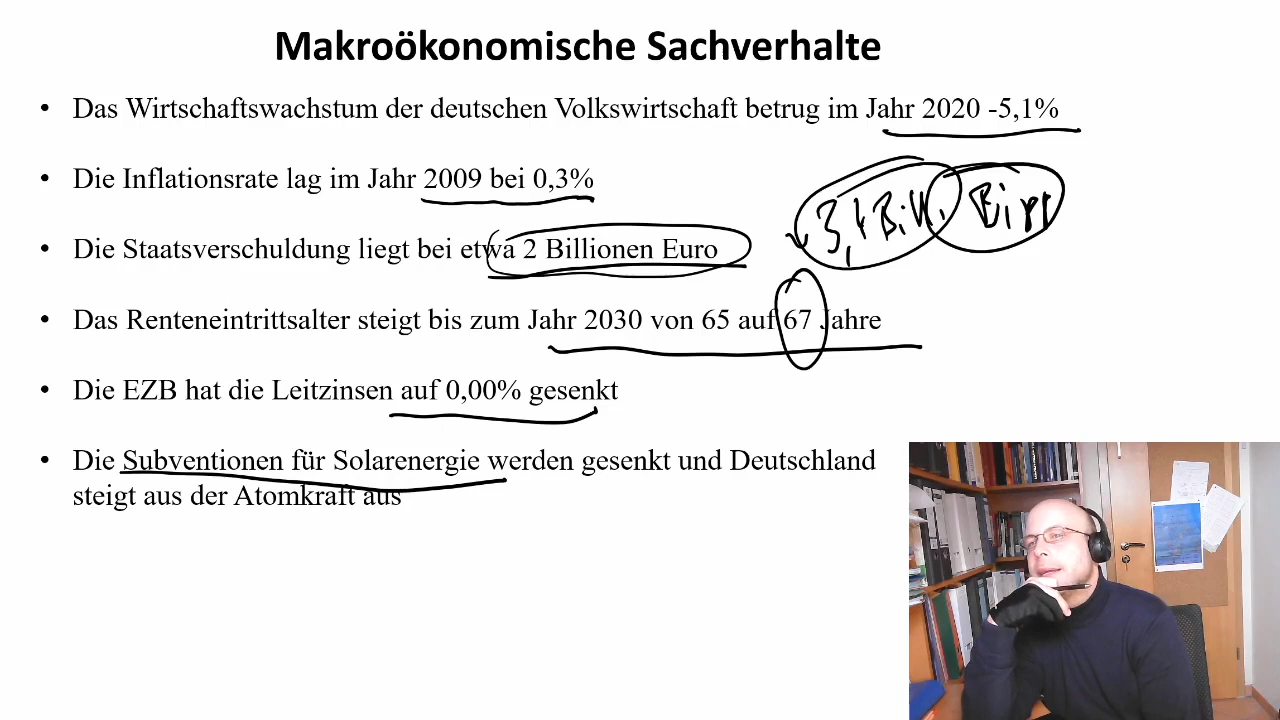 Makroökonomische Sachverhalte
• Das Wirtschaftswachstum der deutschen Volkswirtschaft betrug im Jahr 2020 -5,1%
• Die Inflationsrate lag im Jahr 2009 bei 0,3%
• Die Staatsverschuldung liegt bei etwa 2 Billionen Euro
• Das Renteneintrittsalter steigt bis zum Jahr 2030 von 65 auf 67 Jahre
• Die EZB hat die Leitzinsen auf 0,00% gesenkt
• Die Subventionen für Solarenergie werden gesenkt und Deutschland
steigt aus der Atomkraft aus